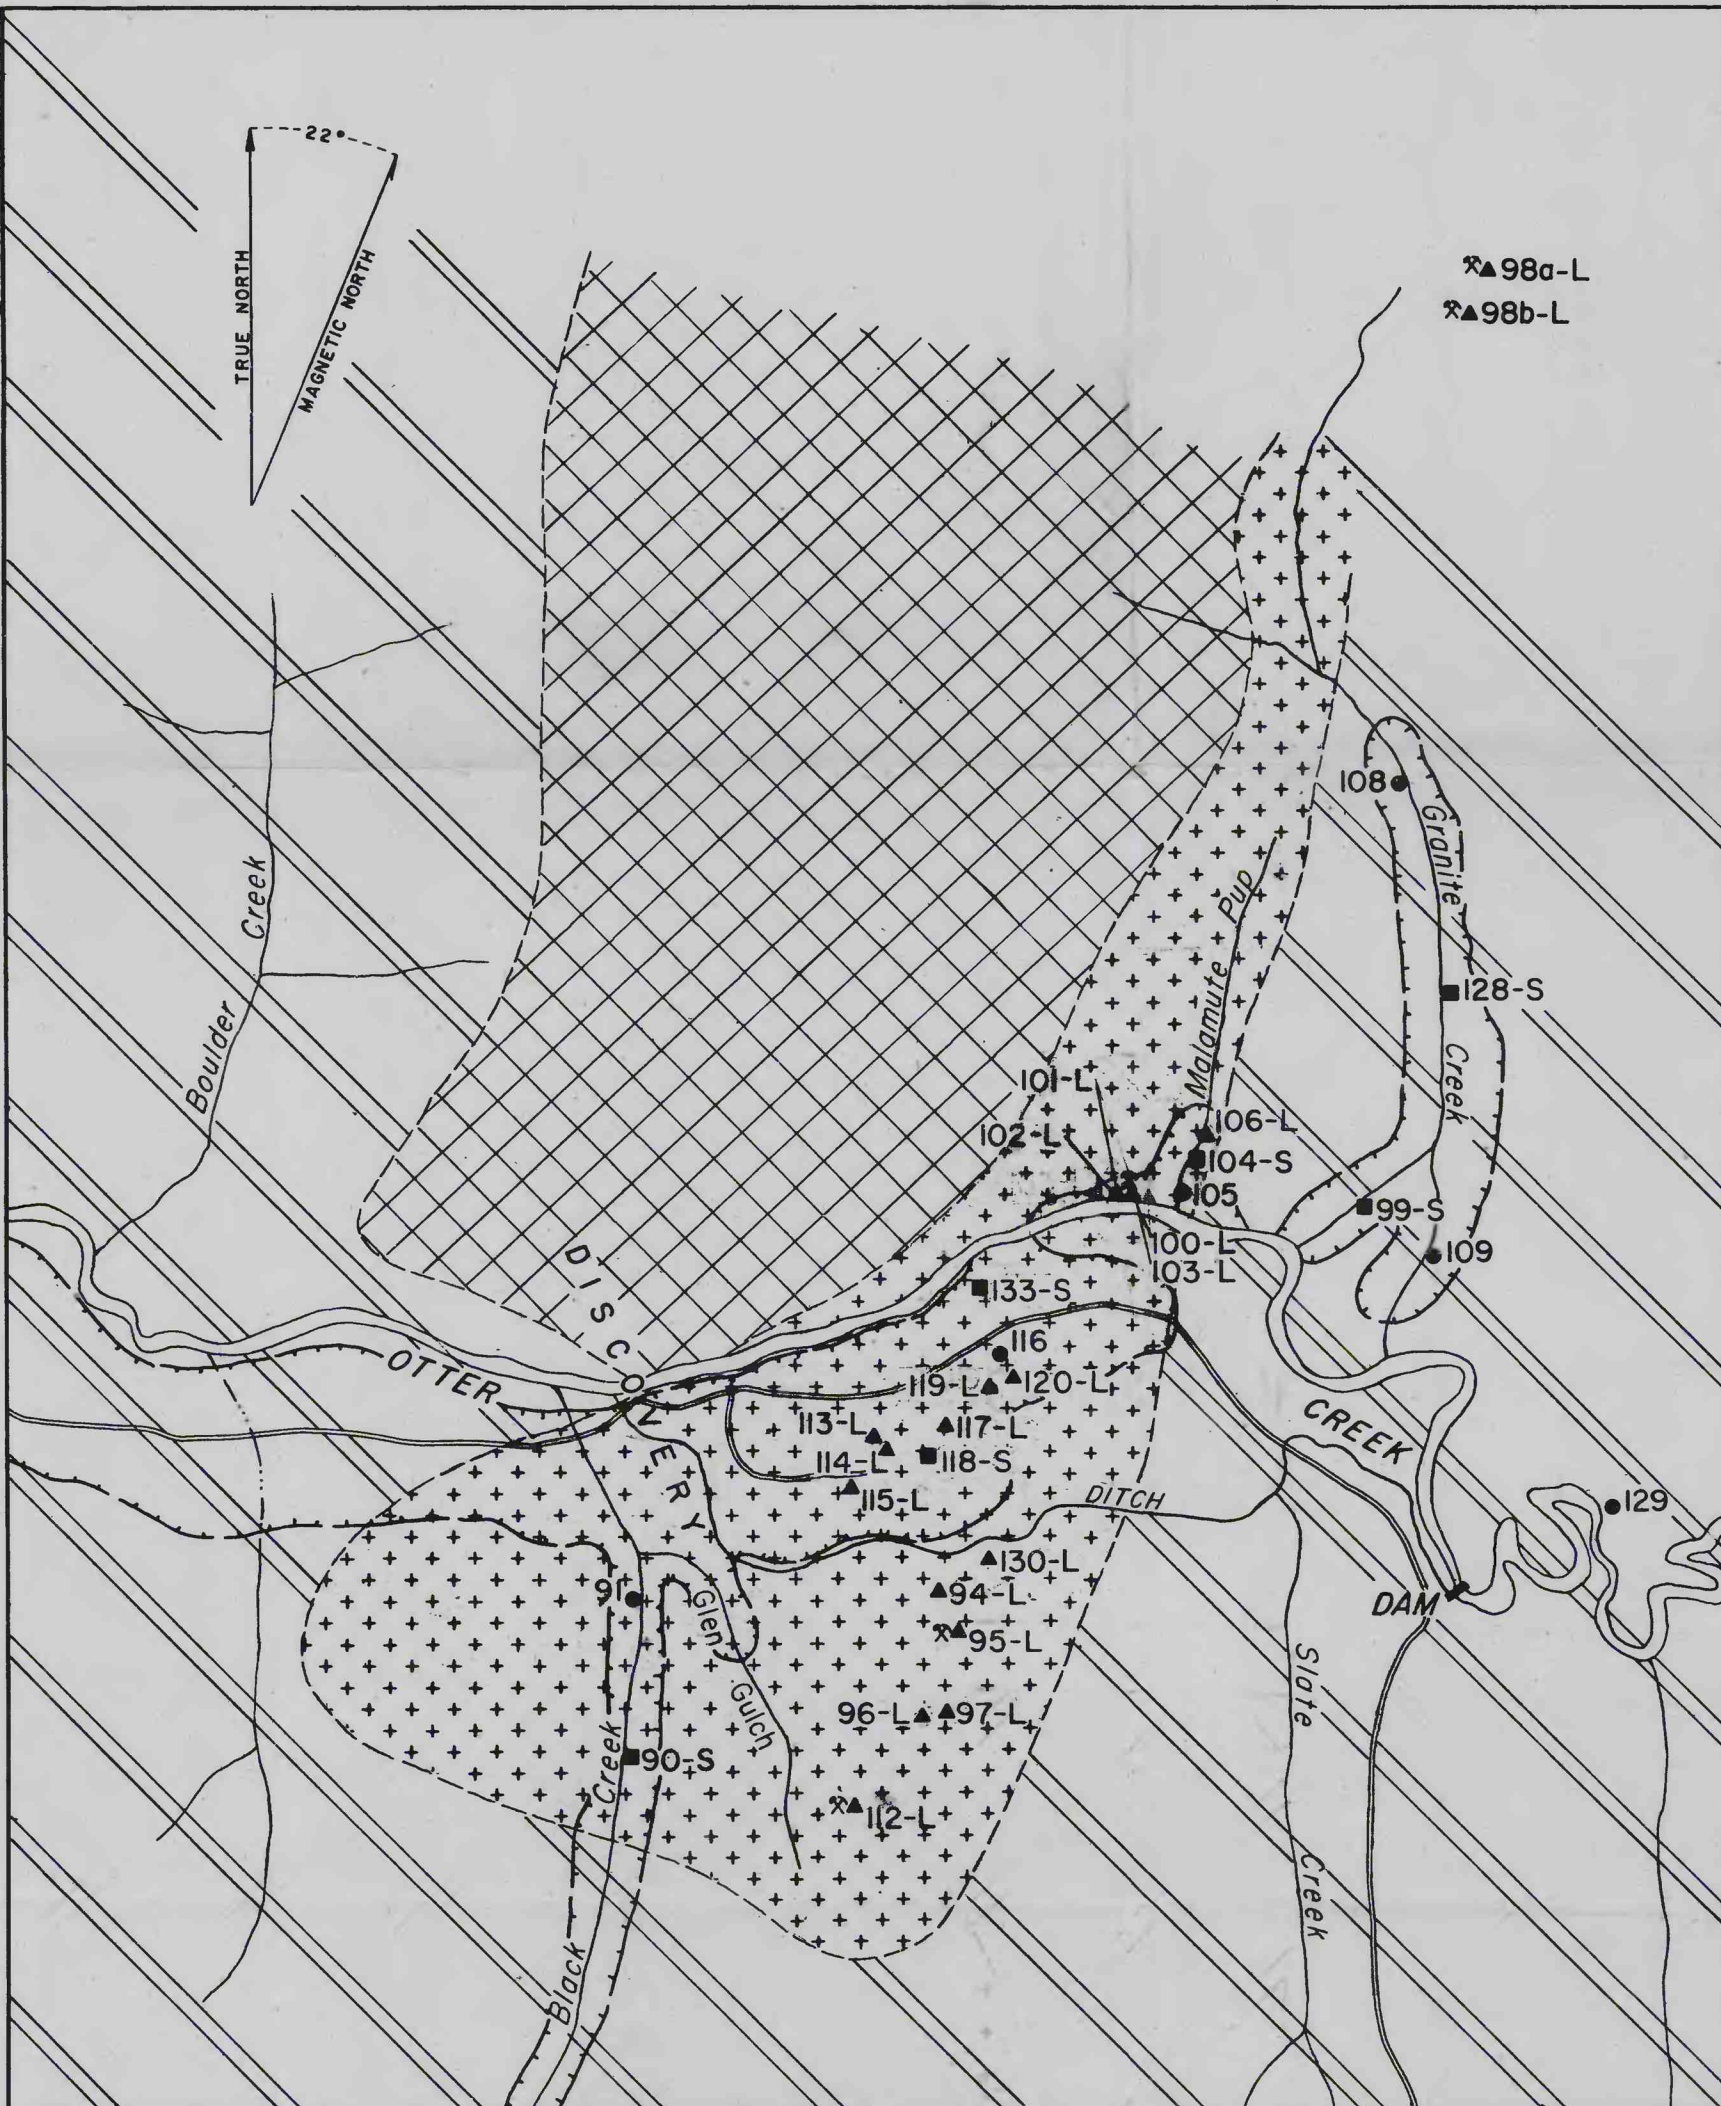 22°
TRUE NORTH
MAGNETIC NORTH
98a-L
98b-L
108
Granite
Creek
Boulder
Creek
Malamute Pup
128-S
101-L
102-L
106-L
104-S
105
99-S
100-L
109
103-L
133-S
DISCOVERY
116
OTTER
CREEK
119-L
120-L
113-L
117-L
114-L
118-S
115-L
DITCH
129
130-L
91
94-L
DAM
Glen
Gulch
95-L
96-L
97-L
Slate
Creek
90-S
112-L
Black
Creek